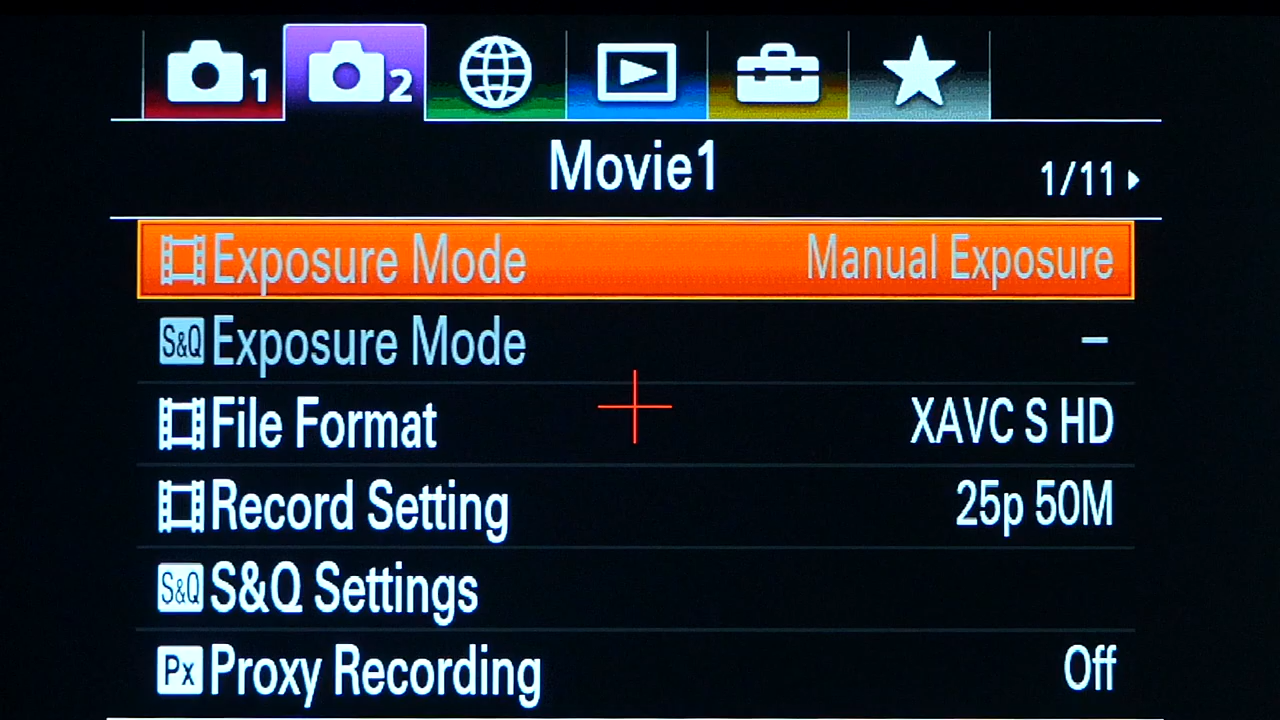 1 2
Movie1
1/11
Exposure Mode Manual Exposure
S&Q Exposure Mode –
File Format XAVC S HD
Record Setting 25p 50M
S&Q S&Q Settings
Px Proxy Recording Off